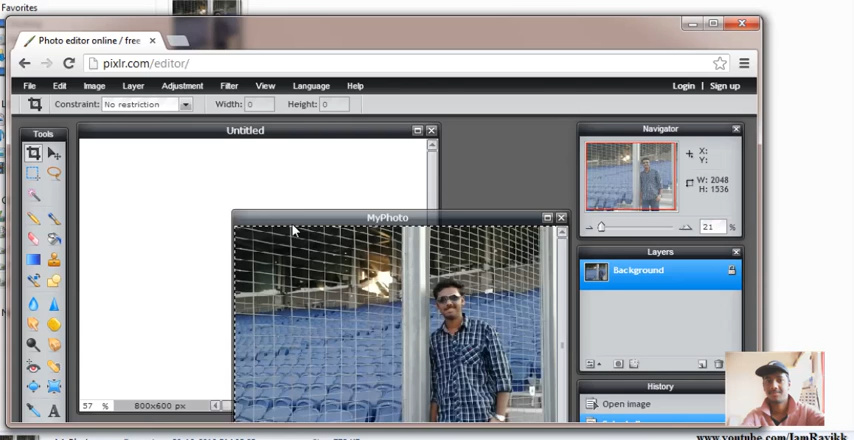 Favorites
Photo editor online / free
pixlr.com/editor/
File Edit Image Layer Adjustment Filter View Language Help Login | Sign up
Constraint: No restriction Width: 0 Height: 0
Tools
Untitled
Navigator
X:
Y:
W: 2048
H: 1536
21 %
MyPhoto
Layers
Background
57 % 800x600 px
History
Open image
www.youtube.com/IamRavikk